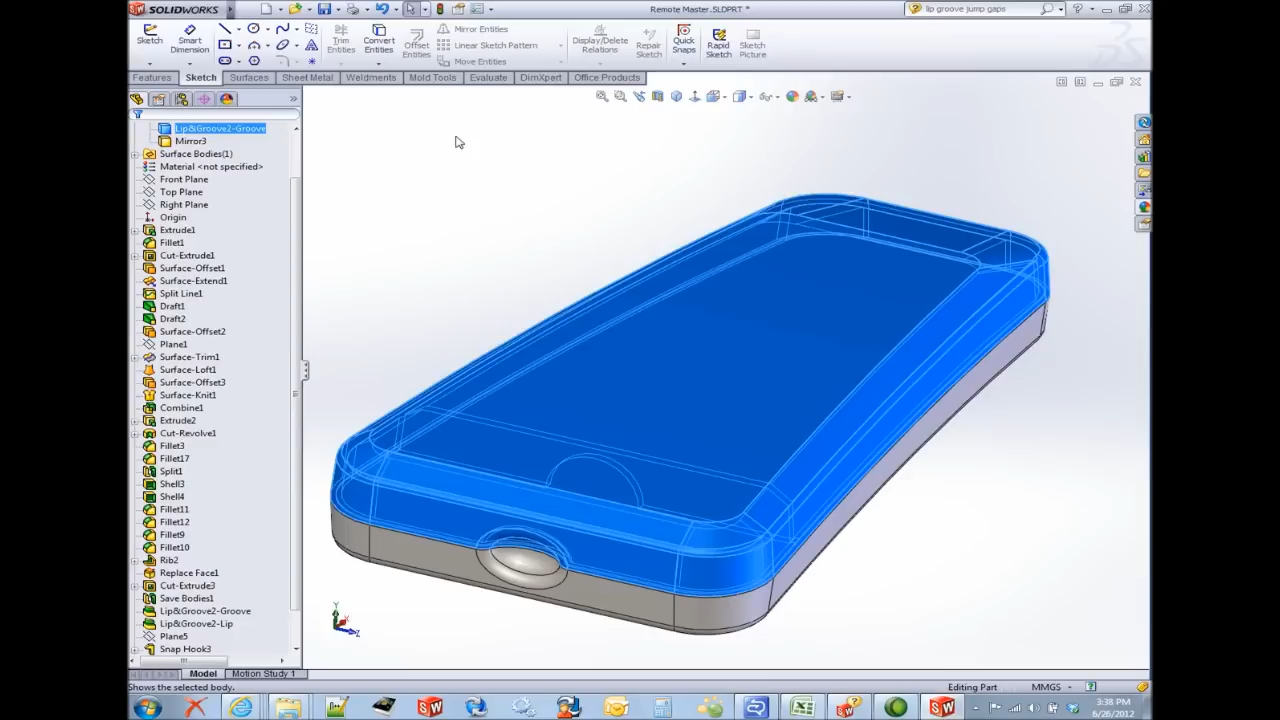 SOLIDWORKS
Remote Master.SLDPRT *
lip groove jump gaps
Sketch
Smart Dimension
Trim Entities
Convert Entities
Offset Entities
Mirror Entities
Linear Sketch Pattern
Move Entities
Display/Delete Relations
Repair Sketch
Quick Snaps
Rapid Sketch
Sketch Picture
Features
Sketch
Surfaces
Sheet Metal
Weldments
Mold Tools
Evaluate
DimXpert
Office Products
Lip&Groove2-Groove
Mirror3
Surface Bodies(1)
Material <not specified>
Front Plane
Top Plane
Right Plane
Origin
Extrude1
Fillet1
Cut-Extrude1
Surface-Offset1
Surface-Extend1
Split Line1
Draft1
Draft2
Surface-Offset2
Plane1
Surface-Trim1
Surface-Loft1
Surface-Offset3
Surface-Knit1
Combine1
Extrude2
Cut-Revolve1
Fillet3
Fillet17
Split1
Shell3
Shell4
Fillet11
Fillet12
Fillet9
Fillet10
Rib2
Replace Face1
Cut-Extrude3
Save Bodies1
Lip&Groove2-Groove
Lip&Groove2-Lip
Plane5
Snap Hook3
Y
X
Z
Model
Motion Study 1
Shows the selected body.
Editing Part
MMGS
3:38 PM
6/26/2012